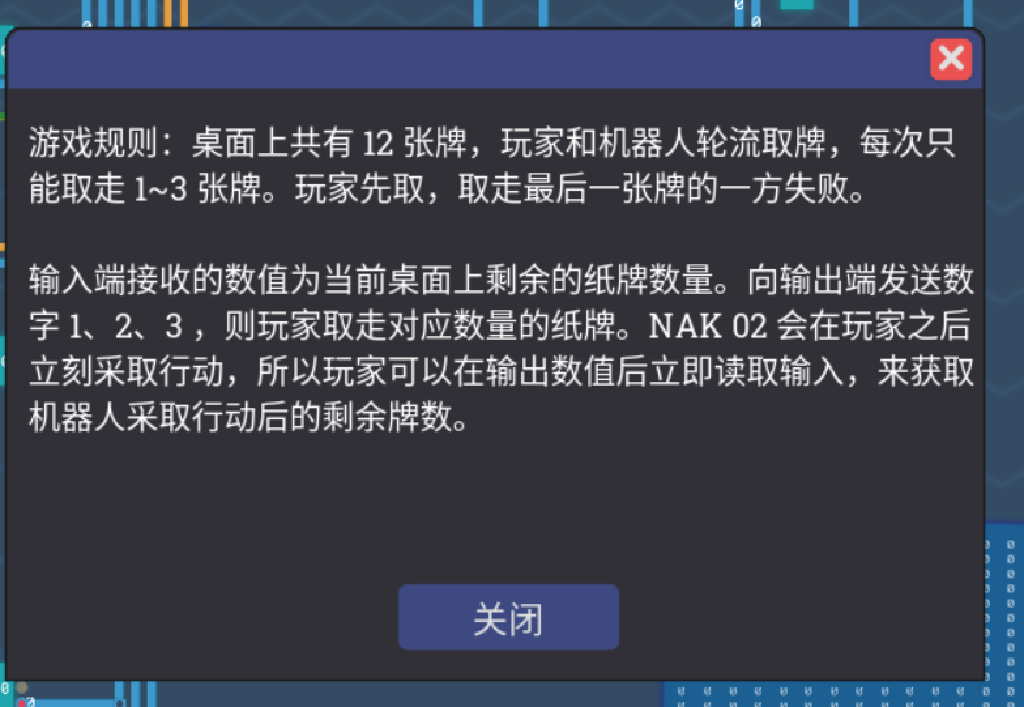 游戏规则：桌面上共有 12 张牌，玩家和机器人轮流取牌，每次只
能取走 1~3 张牌。玩家先取，取走最后一张牌的一方失败。
输入端接收的数值为当前桌面上剩余的纸牌数量。向输出端发送数
字 1、2、3 ，则玩家取走对应数量的纸牌。NAK 02 会在玩家之后
立刻采取行动，所以玩家可以在输出数值后立即读取输入，来获取
机器人采取行动后的剩余牌数。
关闭